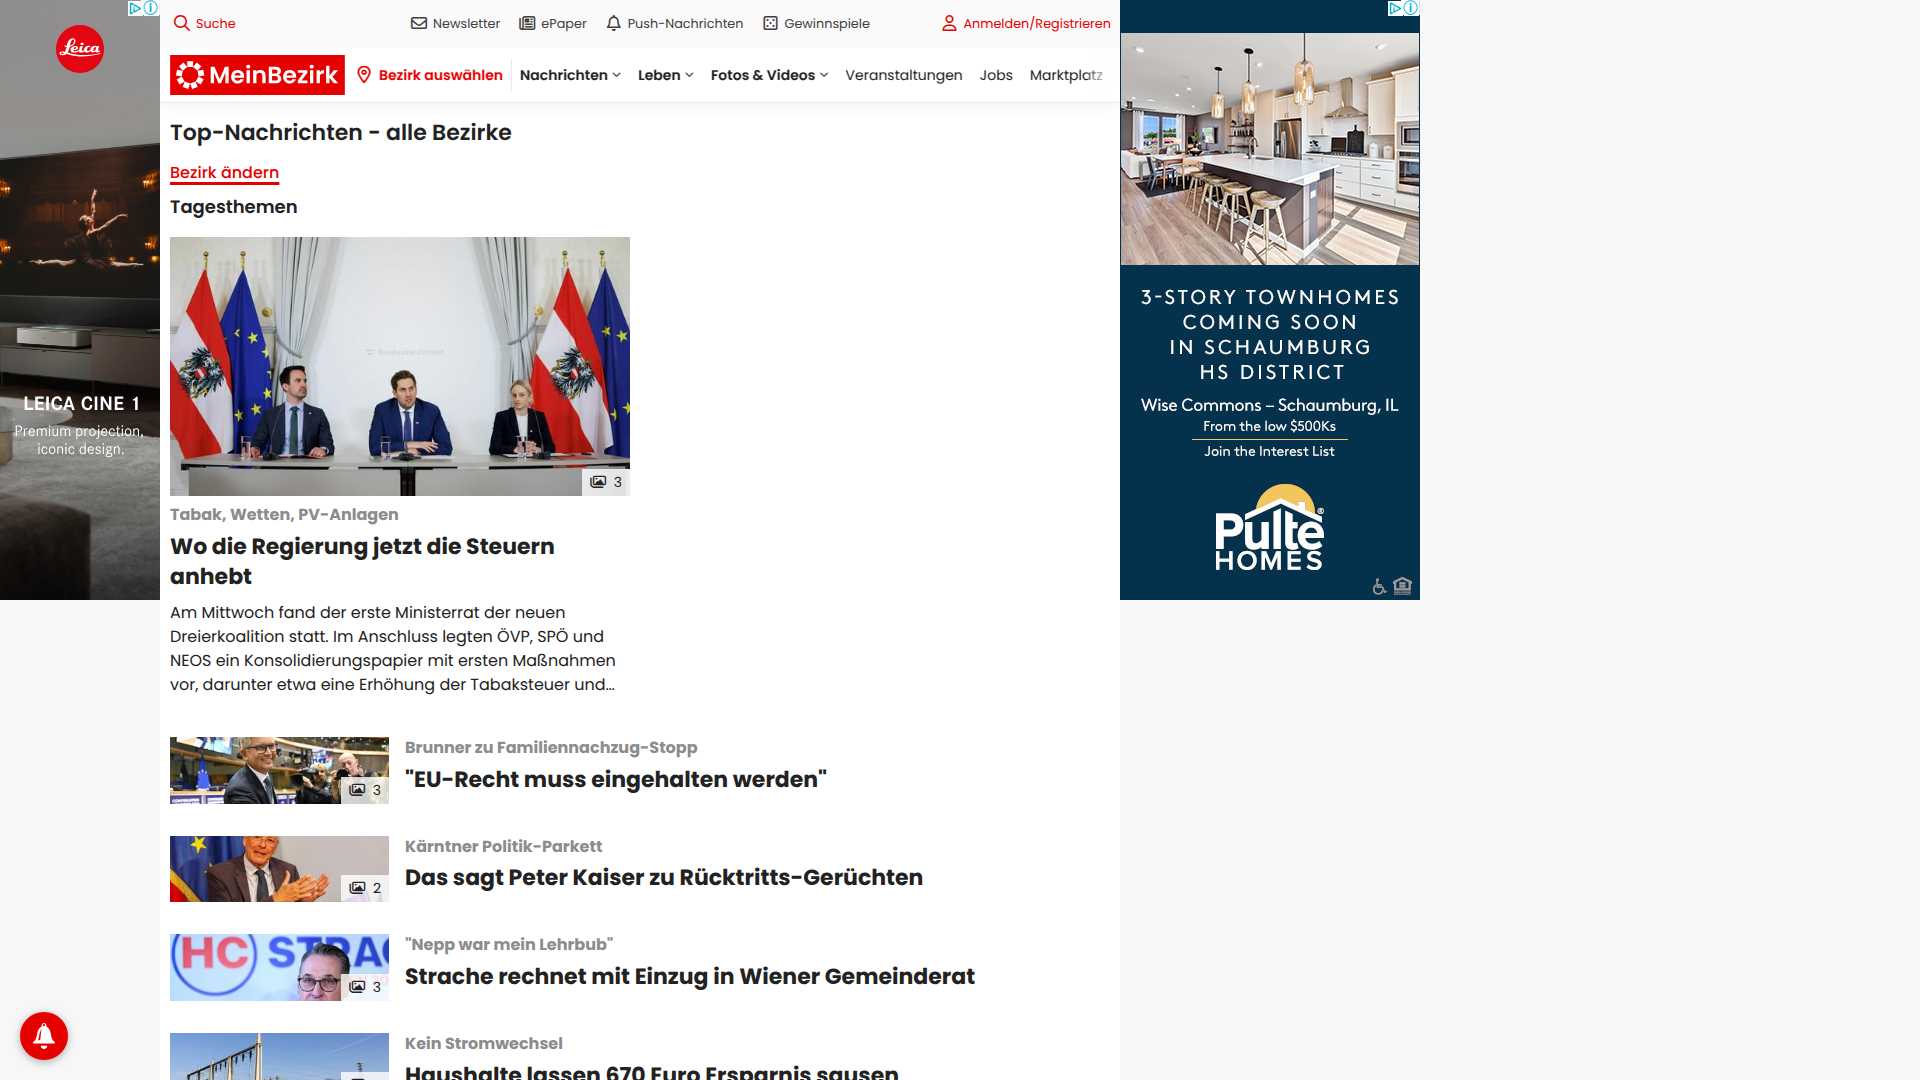 Suche
Newsletter
ePaper
Push-Nachrichten
Gewinnspiele
Anmelden/Registrieren
MeinBezirk
Bezirk auswählen
Nachrichten
Leben
Fotos & Videos
Veranstaltungen
Jobs
Marktplatz
Leica
LEICA CINE 1
Premium projection,
iconic design.
Top-Nachrichten - alle Bezirke
Bezirk ändern
Tagesthemen
3
Tabak, Wetten, PV-Anlagen
Wo die Regierung jetzt die Steuern
anhebt
Am Mittwoch fand der erste Ministerrat der neuen
Dreierkoalition statt. Im Anschluss legten ÖVP, SPÖ und
NEOS ein Konsolidierungspapier mit ersten Maßnahmen
vor, darunter etwa eine Erhöhung der Tabaksteuer und...
3
Brunner zu Familiennachzug-Stopp
"EU-Recht muss eingehalten werden"
2
Kärntner Politik-Parkett
Das sagt Peter Kaiser zu Rücktritts-Gerüchten
HC STRAC
3
"Nepp war mein Lehrbub"
Strache rechnet mit Einzug in Wiener Gemeinderat
Kein Stromwechsel
Haushalte lassen 670 Euro Ersparnis sausen
3-STORY TOWNHOMES
COMING SOON
IN SCHAUMBURG
HS DISTRICT
Wise Commons – Schaumburg, IL
From the low $500Ks
Join the Interest List
Pulte®
HOMES